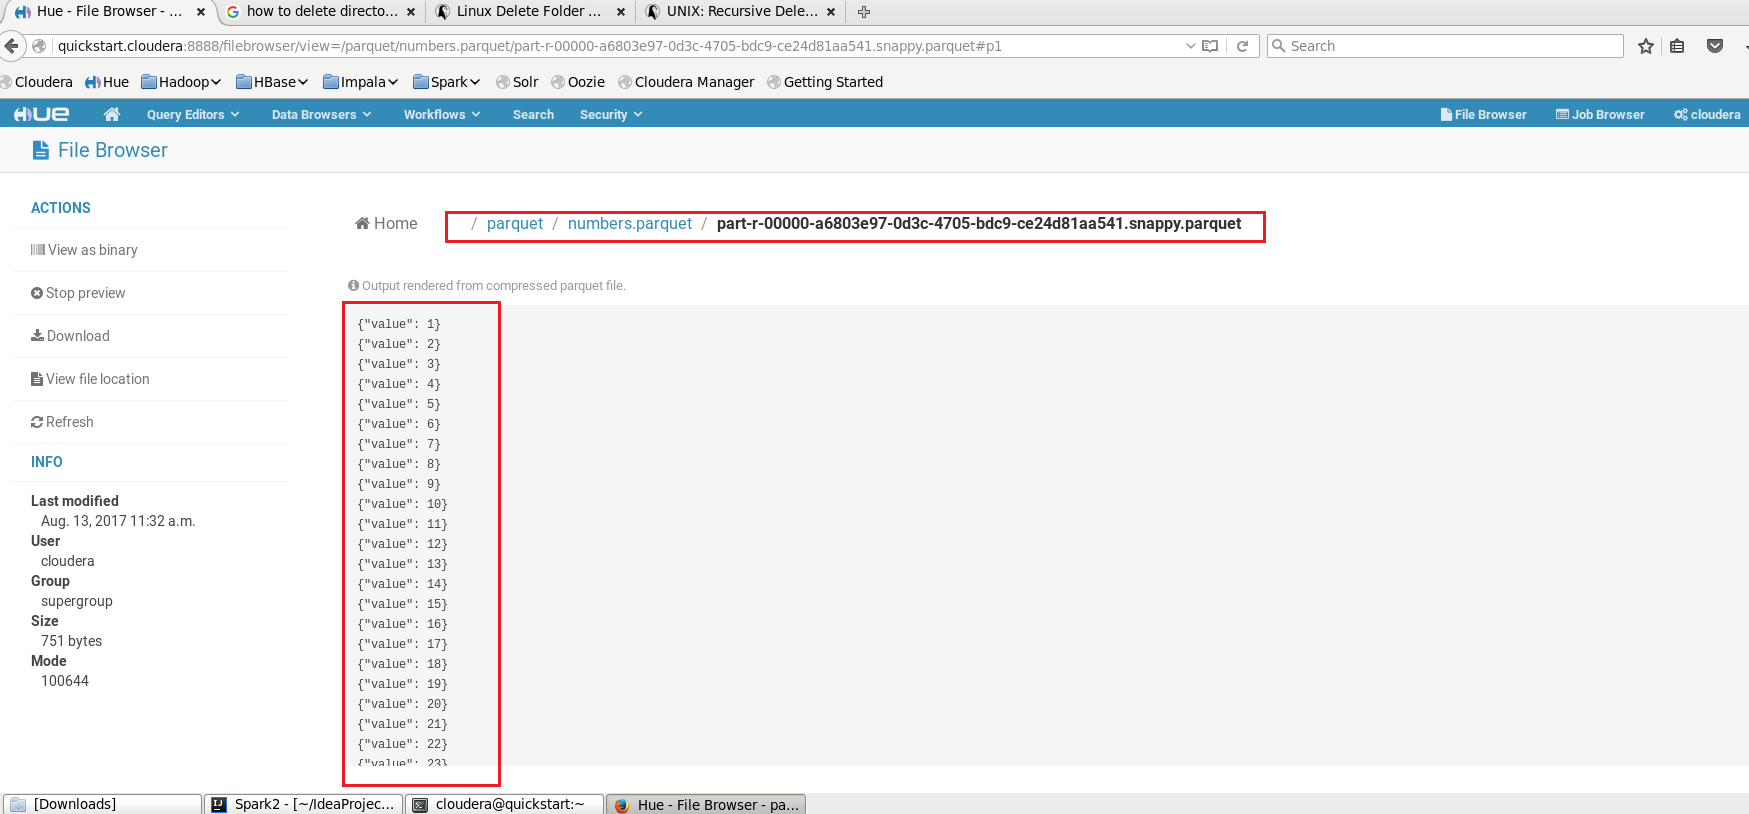 Hue - File Browser - ...
how to delete directo...
Linux Delete Folder ...
UNIX: Recursive Dele...
quickstart.cloudera:8888/filebrowser/view=/parquet/numbers.parquet/part-r-00000-a6803e97-0d3c-4705-bdc9-ce24d81aa541.snappy.parquet#p1
Search
Cloudera Hue Hadoop HBase Impala Spark Solr Oozie Cloudera Manager Getting Started
HUE Query Editors Data Browsers Workflows Search Security File Browser Job Browser cloudera
File Browser
ACTIONS
View as binary
Stop preview
Download
View file location
Refresh
INFO
Last modified
Aug. 13, 2017 11:32 a.m.
User
cloudera
Group
supergroup
Size
751 bytes
Mode
100644
Home / parquet / numbers.parquet / part-r-00000-a6803e97-0d3c-4705-bdc9-ce24d81aa541.snappy.parquet
Output rendered from compressed parquet file.
{"value": 1}
{"value": 2}
{"value": 3}
{"value": 4}
{"value": 5}
{"value": 6}
{"value": 7}
{"value": 8}
{"value": 9}
{"value": 10}
{"value": 11}
{"value": 12}
{"value": 13}
{"value": 14}
{"value": 15}
{"value": 16}
{"value": 17}
{"value": 18}
{"value": 19}
{"value": 20}
{"value": 21}
{"value": 22}
{"value": 23}
[Downloads]
Spark2 - [~/IdeaProjec...
cloudera@quickstart:~
Hue - File Browser - pa...